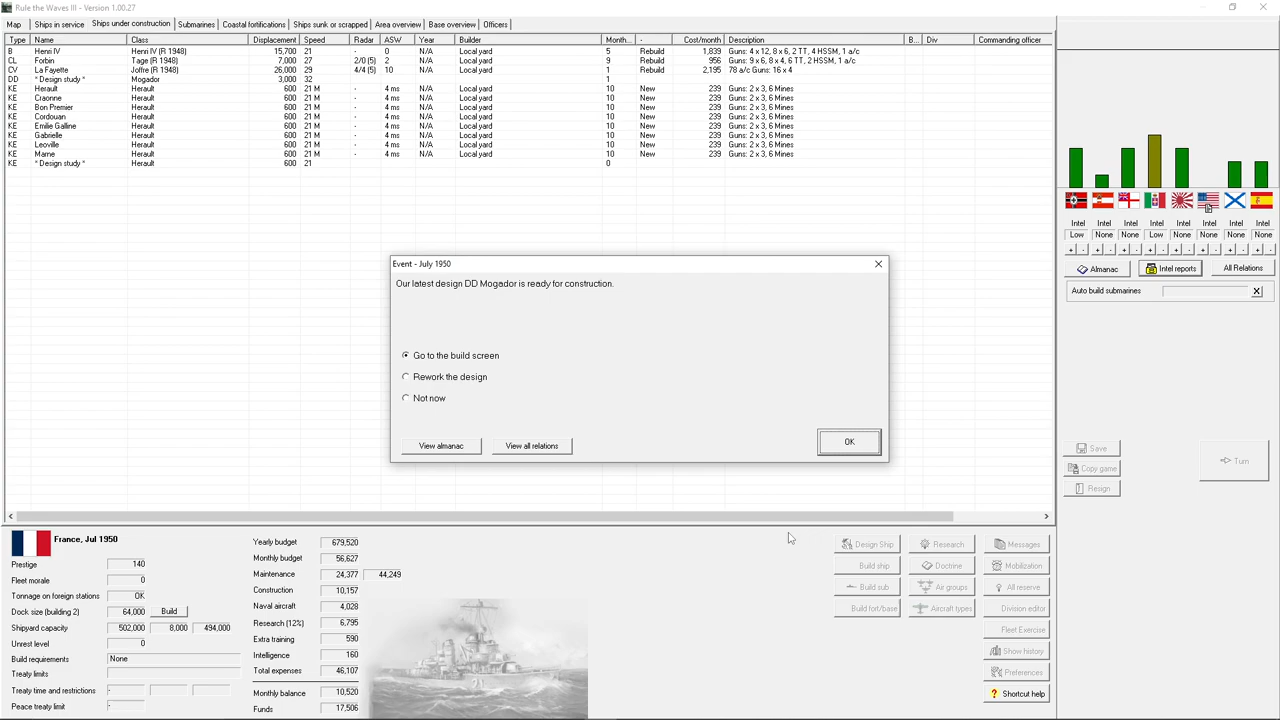 Rule the Waves III - Version 1.00.27
Map Ships in service Ships under construction Submarines Coastal fortifications Ships sunk or scrapped Area overview Base overview Officers
Type Name Class Displacement Speed Radar ASW Year Builder Month... - Cost/month Description B... Div Commanding officer
B Henri IV Henri IV (R 1948) 15,700 21 - 0 N/A Local yard 5 Rebuild 1,839 Guns: 4 x 12, 8 x 6, 2 TT, 4 HSSM, 1 a/c
CL Forbin Tage (R 1948) 7,000 27 2/0 (5) 2 N/A Local yard 9 Rebuild 956 Guns: 9 x 6, 8 x 4, 6 TT, 2 HSSM, 1 a/c
CV La Fayette Joffre (R 1948) 26,000 29 4/4 (5) 10 N/A Local yard 1 Rebuild 2,195 78 a/c Guns: 16 x 4
DD * Design study * Mogador 3,000 32 1
KE Herault Herault 600 21 M - 4 ms N/A Local yard 10 New 239 Guns: 2 x 3, 6 Mines
KE Craonne Herault 600 21 M - 4 ms N/A Local yard 10 New 239 Guns: 2 x 3, 6 Mines
KE Bon Premier Herault 600 21 M - 4 ms N/A Local yard 10 New 239 Guns: 2 x 3, 6 Mines
KE Cordouan Herault 600 21 M - 4 ms N/A Local yard 10 New 239 Guns: 2 x 3, 6 Mines
KE Emilie Galline Herault 600 21 M - 4 ms N/A Local yard 10 New 239 Guns: 2 x 3, 6 Mines
KE Gabrielle Herault 600 21 M - 4 ms N/A Local yard 10 New 239 Guns: 2 x 3, 6 Mines
KE Leoville Herault 600 21 M - 4 ms N/A Local yard 10 New 239 Guns: 2 x 3, 6 Mines
KE Marne Herault 600 21 M - 4 ms N/A Local yard 10 New 239 Guns: 2 x 3, 6 Mines
KE * Design study * Herault 600 21 0
Intel Intel Intel Intel Intel Intel Intel Intel
Low None None Low None None None None
+ - + - + - + - + - + - + - + -
Almanac Intel reports All Relations
Auto build submarines
Event - July 1950
Our latest design DD Mogador is ready for construction.
Go to the build screen
Rework the design
Not now
View almanac View all relations OK
Save
Copy game
Resign
Turn
France, Jul 1950
Prestige 140
Fleet morale 0
Tonnage on foreign stations OK
Dock size (building 2) 64,000 Build
Shipyard capacity 502,000 8,000 494,000
Unrest level 0
Build requirements None
Treaty limits
Treaty time and restrictions -
Peace treaty limit -
Yearly budget 679,520
Monthly budget 56,627
Maintenance 24,377 44,249
Construction 10,157
Naval aircraft 4,028
Research (12%) 6,795
Extra training 590
Intelligence 160
Total expenses 46,107
Monthly balance 10,520
Funds 17,506
Design Ship Research Messages
Build ship Doctrine Mobilization
Build sub Air groups All reserve
Build fort/base Aircraft types Division editor
Fleet Exercise
Show history
Preferences
? Shortcut help